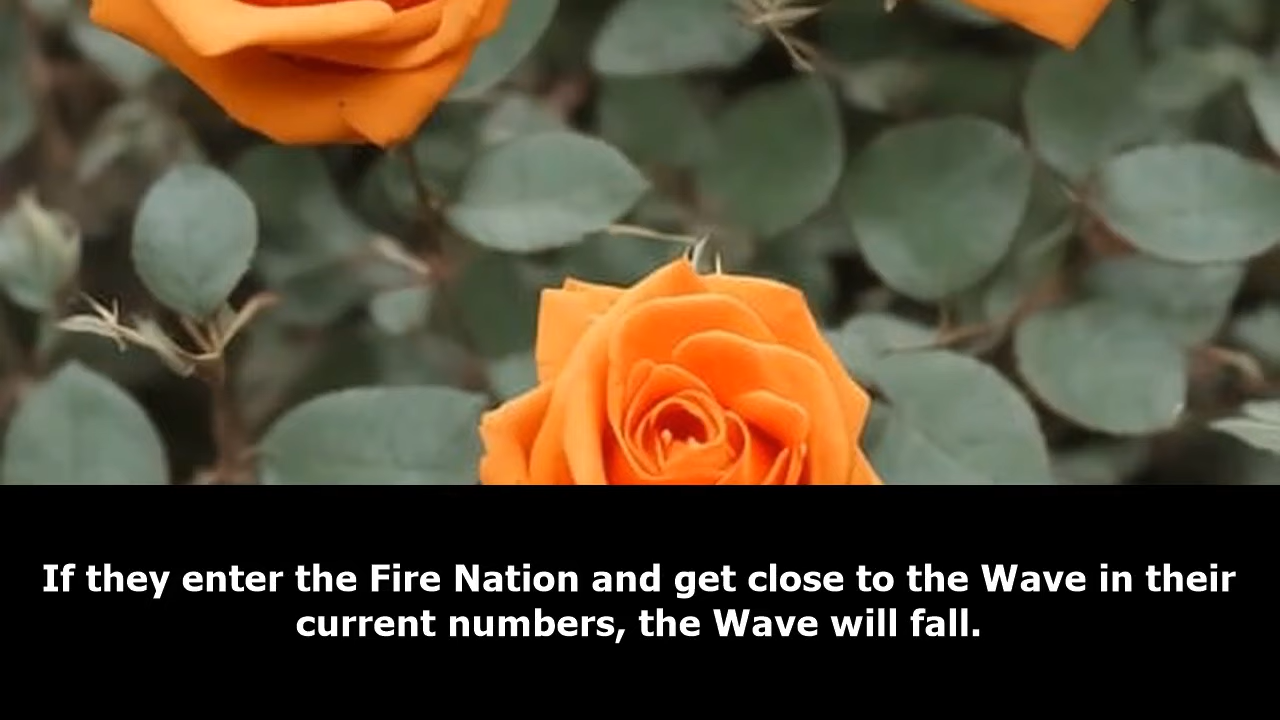 If they enter the Fire Nation and get close to the Wave in their
current numbers, the Wave will fall.